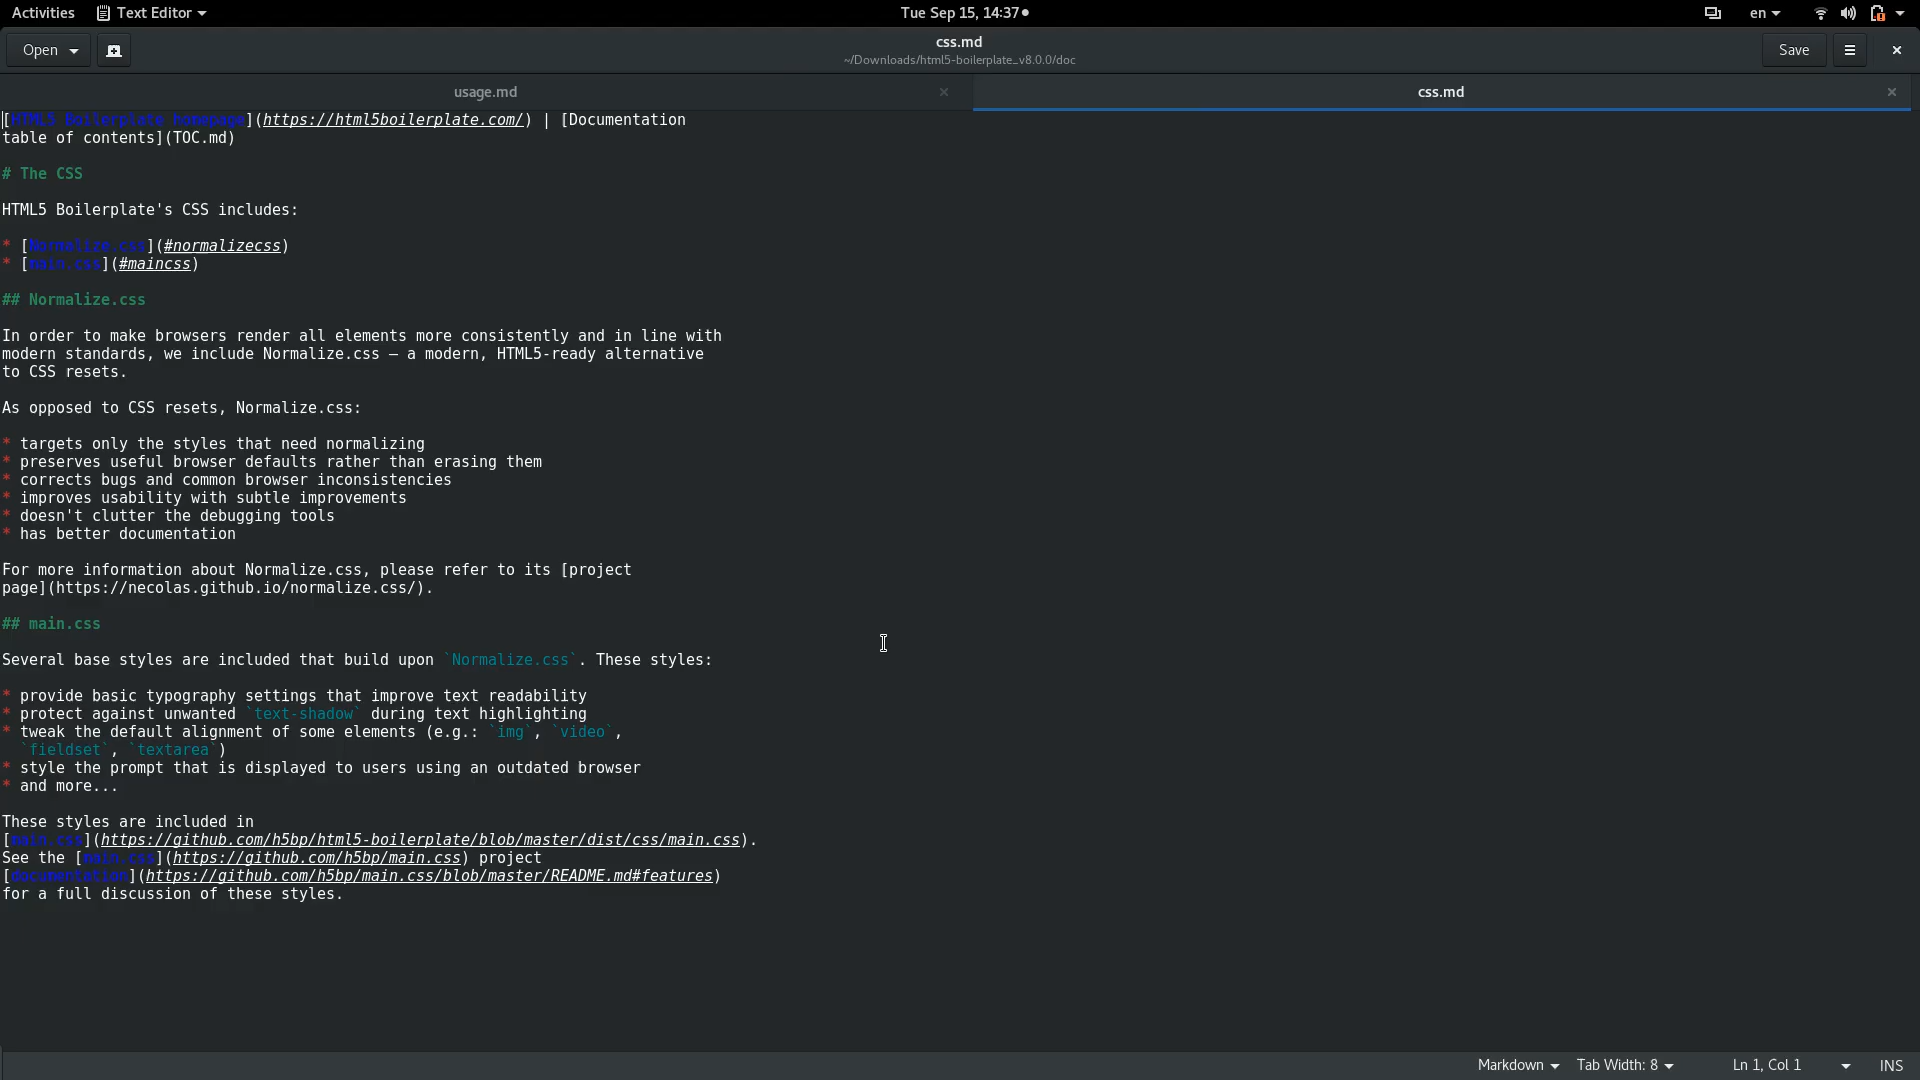 Activities Text Editor Tue Sep 15, 14:37 en
Open css.md Save
~/Downloads/html5-boilerplate_v8.0.0/doc
usage.md css.md
[HTML5 Boilerplate homepage](https://html5boilerplate.com/) | [Documentation
table of contents](TOC.md)
# The CSS
HTML5 Boilerplate's CSS includes:
* [Normalize.css](#normalizecss)
* [main.css](#maincss)
## Normalize.css
In order to make browsers render all elements more consistently and in line with
modern standards, we include Normalize.css — a modern, HTML5-ready alternative
to CSS resets.
As opposed to CSS resets, Normalize.css:
* targets only the styles that need normalizing
* preserves useful browser defaults rather than erasing them
* corrects bugs and common browser inconsistencies
* improves usability with subtle improvements
* doesn't clutter the debugging tools
* has better documentation
For more information about Normalize.css, please refer to its [project
page](https://necolas.github.io/normalize.css/).
## main.css
Several base styles are included that build upon `Normalize.css`. These styles:
* provide basic typography settings that improve text readability
* protect against unwanted `text-shadow` during text highlighting
* tweak the default alignment of some elements (e.g.: `img`, `video`,
`fieldset`, `textarea`)
* style the prompt that is displayed to users using an outdated browser
* and more...
These styles are included in
[main.css](https://github.com/h5bp/html5-boilerplate/blob/master/dist/css/main.css).
See the [main.css](https://github.com/h5bp/main.css) project
[documentation](https://github.com/h5bp/main.css/blob/master/README.md#features)
for a full discussion of these styles.
Markdown Tab Width: 8 Ln 1, Col 1 INS